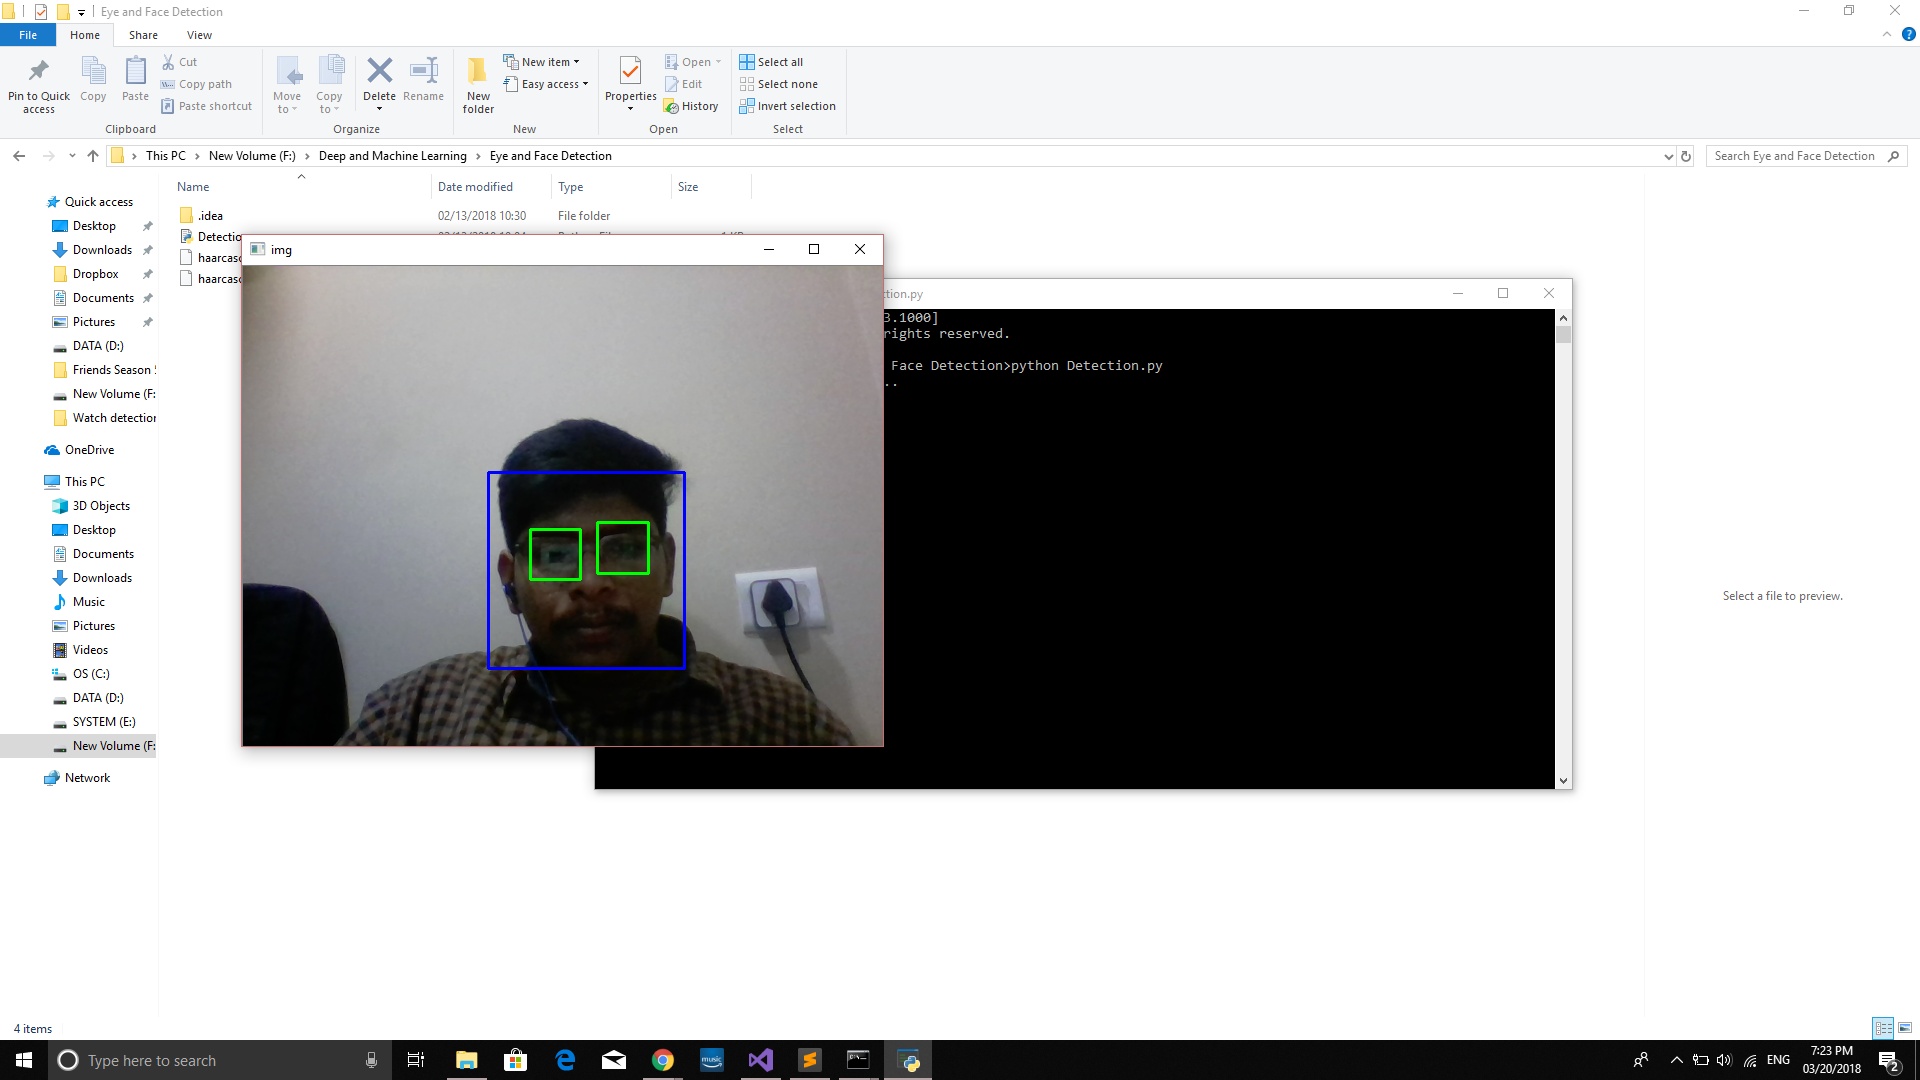 Eye and Face Detection
File Home Share View
Pin to Quick access
Copy
Paste
Cut
Copy path
Paste shortcut
Clipboard
Move to
Copy to
Delete
Rename
Organize
New folder
New item
Easy access
New
Properties
Open
Edit
History
Open
Select all
Select none
Invert selection
Select
This PC > New Volume (F:) > Deep and Machine Learning > Eye and Face Detection
Search Eye and Face Detection
Name Date modified Type Size
.idea 02/13/2018 10:30 File folder
Detectio
haarcasc
haarcasc
Quick access
Desktop
Downloads
Dropbox
Documents
Pictures
DATA (D:)
Friends Season
New Volume (F:
Watch detection
OneDrive
This PC
3D Objects
Desktop
Documents
Downloads
Music
Pictures
Videos
OS (C:)
DATA (D:)
SYSTEM (E:)
New Volume (F:
Network
img
ction.py
3.1000]
rights reserved.
Face Detection>python Detection.py
..
Select a file to preview.
4 items
Type here to search
music
ENG
7:23 PM
03/20/2018
2